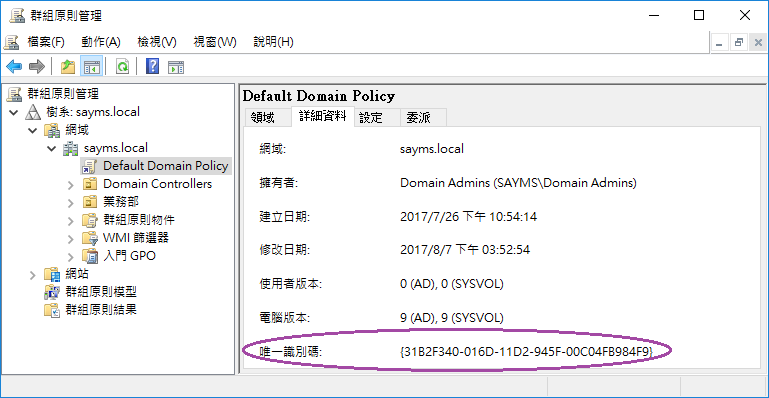 群組原則管理
檔案(F) 動作(A) 檢視(V) 視窗(W) 說明(H)
群組原則管理
樹系: sayms.local
網域
sayms.local
Default Domain Policy
Domain Controllers
業務部
群組原則物件
WMI 篩選器
入門 GPO
網站
群組原則模型
群組原則結果
Default Domain Policy
領域 詳細資料 設定 委派
網域: sayms.local
擁有者: Domain Admins (SAYMS\Domain Admins)
建立日期: 2017/7/26 下午 10:54:14
修改日期: 2017/8/7 下午 03:52:54
使用者版本: 0 (AD), 0 (SYSVOL)
電腦版本: 9 (AD), 9 (SYSVOL)
唯一識別碼: {31B2F340-016D-11D2-945F-00C04FB984F9}